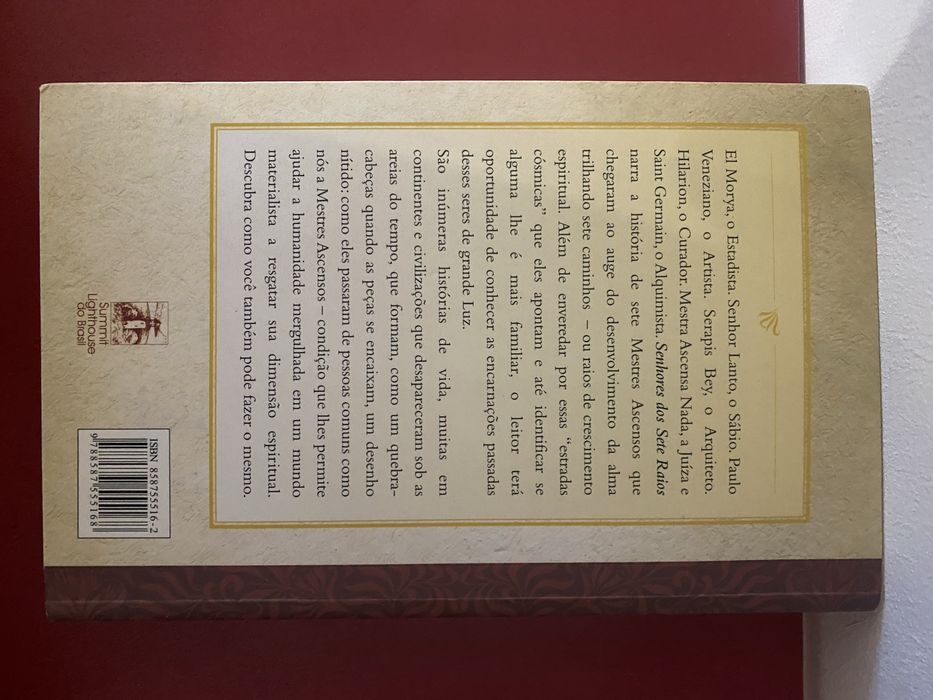 El Morya, o Estadista. Senhor Lanto, o Sábio. Paulo
Veneziano, o Artista. Serapis Bey, o Arquiteto.
Hilarion, o Curador. Mestra Ascensa Nada, a Juíza e
Saint Germain, o Alquimista. Senhores dos Sete Raios
narra a história de sete Mestres Ascensos que
chegaram ao auge do desenvolvimento da alma
trilhando sete caminhos – ou raios de crescimento
espiritual. Além de enveredar por essas “estradas
cósmicas” que eles apontam e até identificar se
alguma lhe é mais familiar, o leitor terá
oportunidade de conhecer as encarnações passadas
desses seres de grande Luz.
São inúmeras histórias de vida, muitas em
continentes e civilizações que desapareceram sob as
areias do tempo, que formam, como um quebra-
cabeças quando as peças se encaixam, um desenho
nítido: como eles passaram de pessoas comuns como
nós a Mestres Ascensos – condição que lhes permite
ajudar a humanidade mergulhada em um mundo
materialista a resgatar sua dimensão espiritual.
Descubra como você também pode fazer o mesmo.
Summit
Lighthouse
do Brasil
ISBN 858755516-2
9788587555168